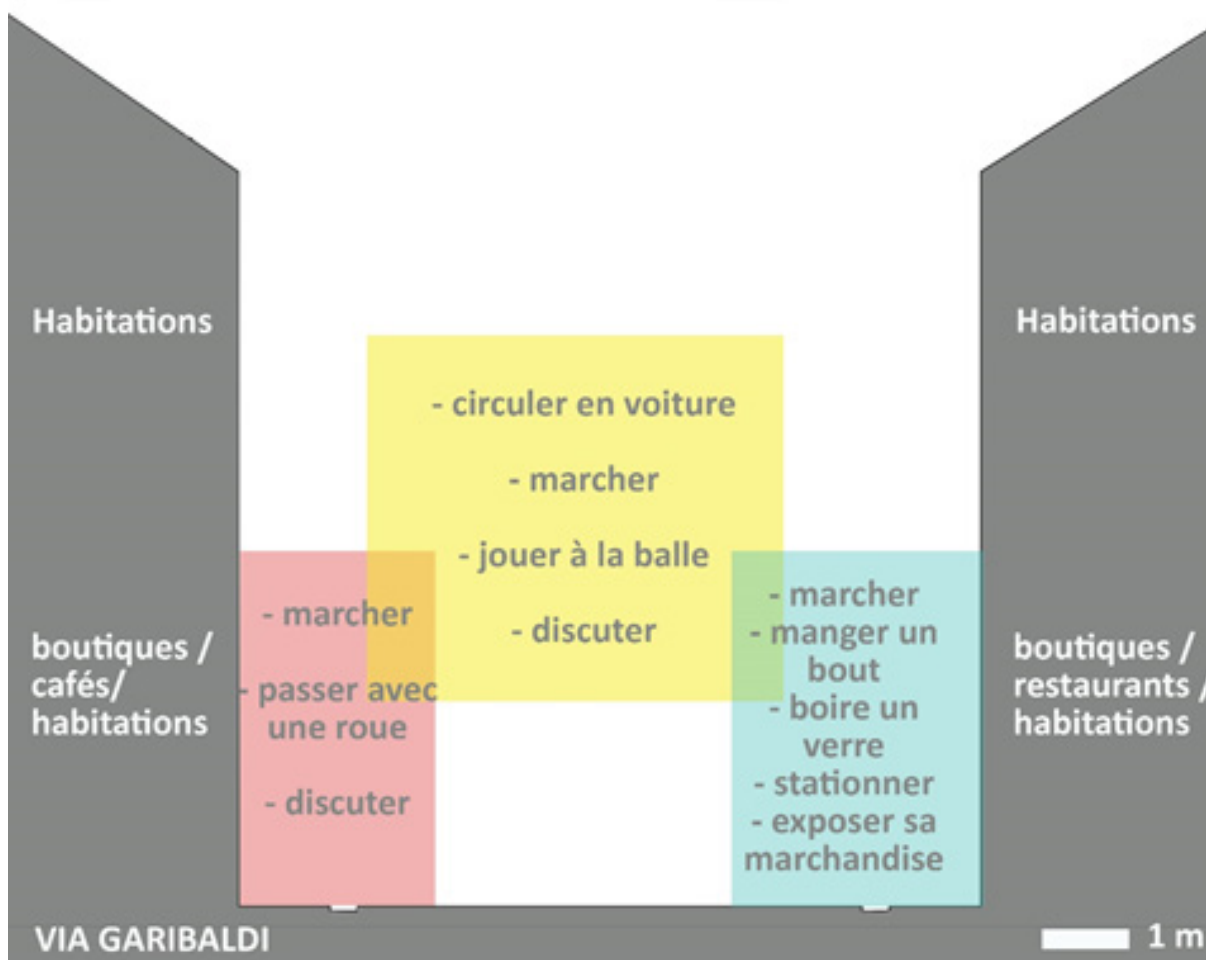 Habitations
boutiques /
cafés/
habitations
- circuler en voiture
- marcher
- jouer à la balle
- discuter
- marcher
- passer avec
une roue
- discuter
- marcher
- manger un
bout
- boire un
verre
- stationner
- exposer sa
marchandise
Habitations
boutiques /
restaurants /
habitations
VIA GARIBALDI
1 m